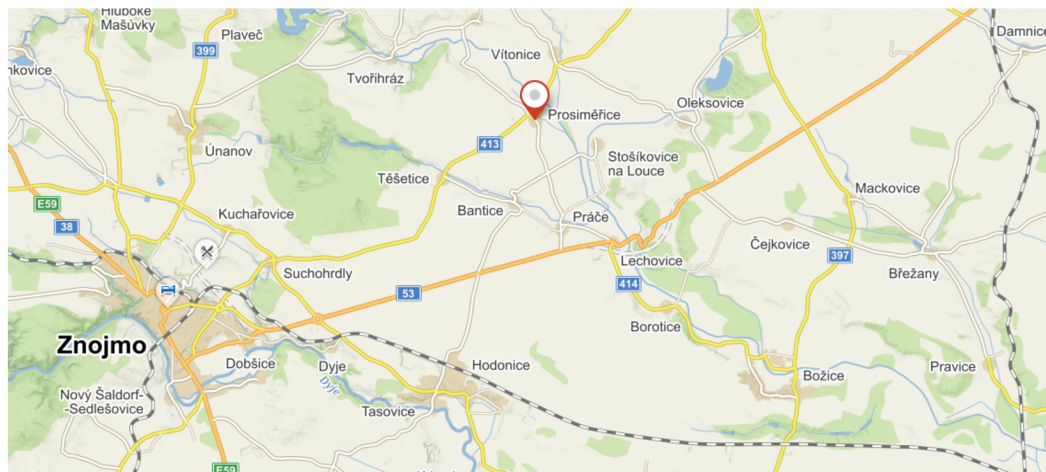 Hluboké
Mašůvky
Plaveč
399
Vítonice
Damnice
Tvořihráz
Oleksovice
Prosiměřice
Únanov
413
Stošíkovice
na Louce
Těšetice
Mackovice
E59
Kuchařovice
Bantice
Práče
38
Čejkovice
Lechovice
397
Břežany
Suchohrdly
53
414
Borotice
Znojmo
Dobšice
Dyje
Hodonice
Božice
Pravice
Dyje
Nový Šaldorf-
-Sedlešovice
Tasovice
E59